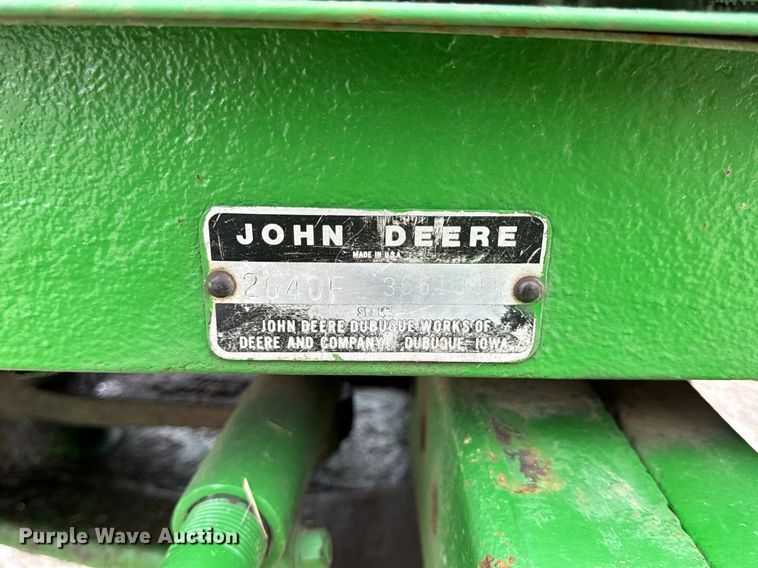 JOHN DEERE
MADE IN U.S.A.
2640F
SERIAL
JOHN DEERE DUBUQUE WORKS OF
DEERE AND COMPANY, DUBUQUE, IOWA
Purple Wave Auction